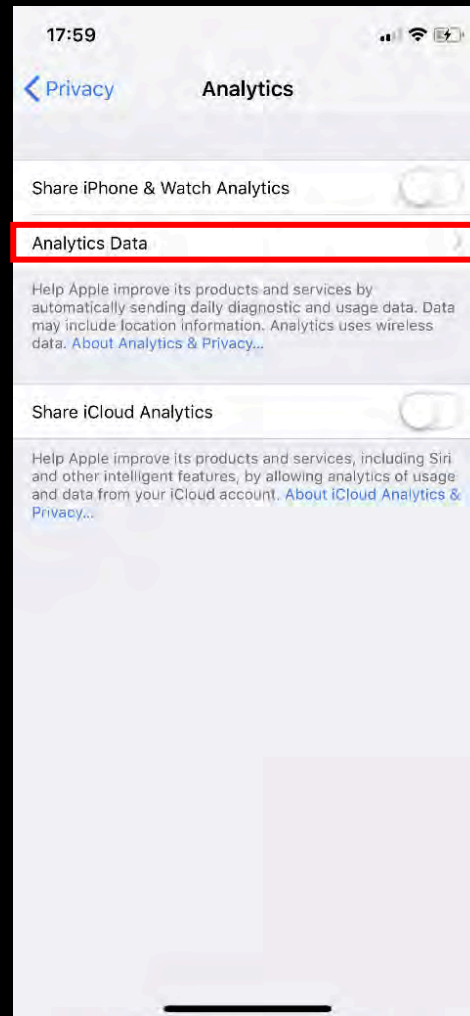 17:59
Privacy
Analytics
Share iPhone & Watch Analytics
Analytics Data
Help Apple improve its products and services by
automatically sending daily diagnostic and usage data. Data
may include location information. Analytics uses wireless
data. About Analytics & Privacy...
Share iCloud Analytics
Help Apple improve its products and services, including Siri
and other intelligent features, by allowing analytics of usage
and data from your iCloud account. About iCloud Analytics &
Privacy...